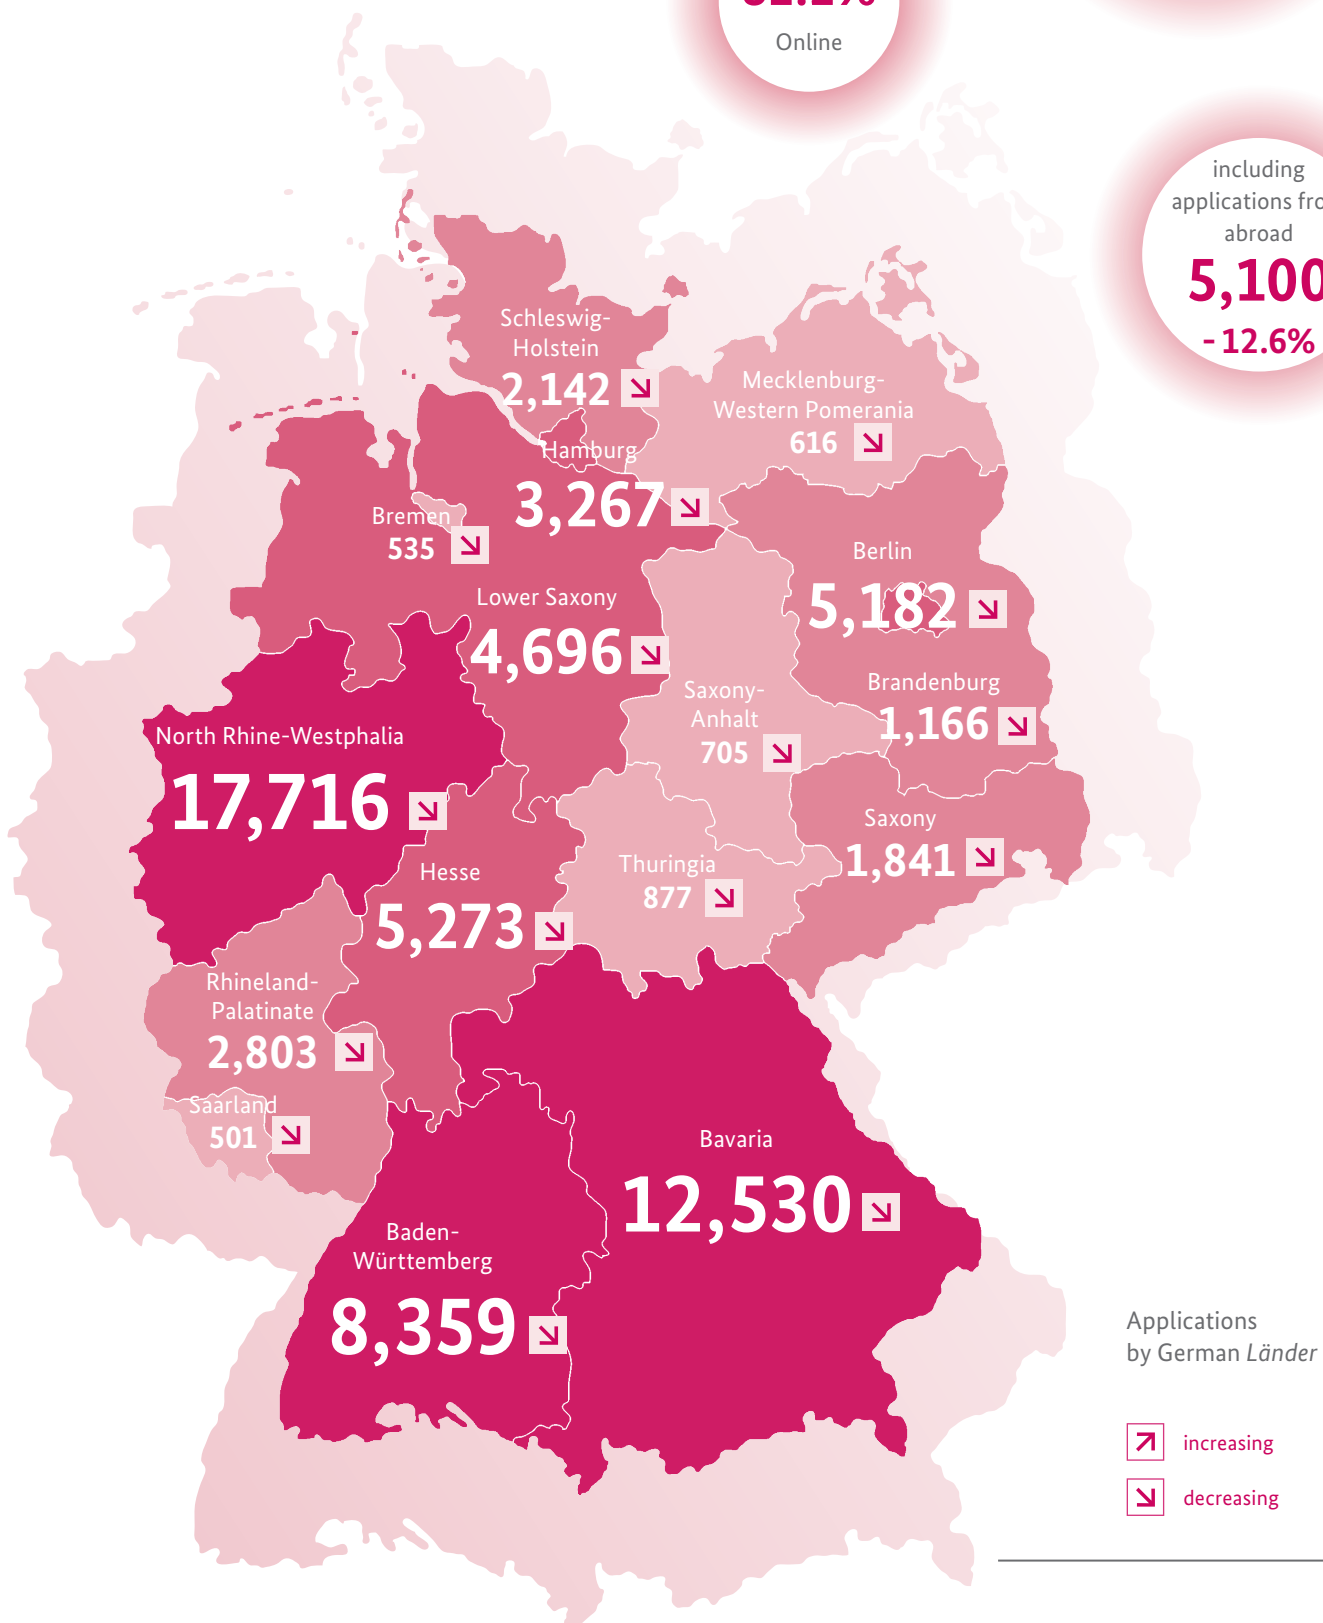 Online
including
applications
abroad
5,100
- 12.6%
Schleswig-
Holstein
2,142
Mecklenburg-
Western Pomerania
616
Hamburg
3,267
Bremen
535
Berlin
5,182
Lower Saxony
4,696
Brandenburg
1,166
Saxony-
Anhalt
705
North Rhine-Westphalia
17,716
Saxony
1,841
Thuringia
877
Hesse
5,273
Rhineland-
Palatinate
2,803
Saarland
501
Bavaria
12,530
Baden-
Württemberg
8,359
Applications
by German Länder
increasing
decreasing